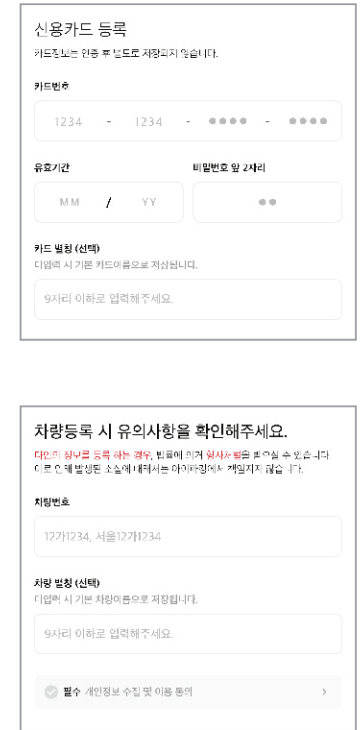 신용카드 등록
카드정보는 인증 후 별도로 저장되지 않습니다.
카드번호
1234 - 1234 - ●●●● - ●●●●
유효기간 비밀번호 앞 2자리
MM / YY ●●
카드 별칭 (선택)
미입력 시 기본 카드이름으로 저장됩니다.
9자리 이하로 입력해주세요.
차량등록 시 유의사항을 확인해주세요.
타인의 정보를 등록 하는 경우, 법률에 의거 형사처벌을 받으실 수 있습니다.
이로 인해 발생된 손실에 대해서는 아이파킹에서 책임지지 않습니다.
차량번호
12가1234, 서울12가1234
차량 별칭 (선택)
미입력 시 기본 차량이름으로 저장됩니다.
9자리 이하로 입력해주세요.
필수 개인정보 수집 및 이용 동의 >